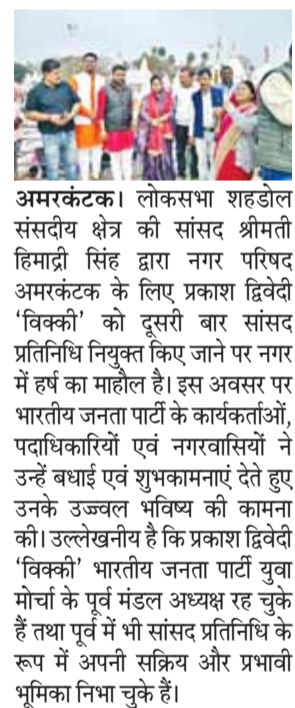 अमरकंटक। लोकसभा शहडोल
संसदीय क्षेत्र की सांसद श्रीमती
हिमाद्री सिंह द्वारा नगर परिषद
अमरकंटक के लिए प्रकाश द्विवेदी
‘विक्की’ को दूसरी बार सांसद
प्रतिनिधि नियुक्त किए जाने पर नगर
में हर्ष का माहौल है। इस अवसर पर
भारतीय जनता पार्टी के कार्यकर्ताओं,
पदाधिकारियों एवं नगरवासियों ने
उन्हें बधाई एवं शुभकामनाएं देते हुए
उनके उज्ज्वल भविष्य की कामना
की। उल्लेखनीय है कि प्रकाश द्विवेदी
‘विक्की’ भारतीय जनता पार्टी युवा
मोर्चा के पूर्व मंडल अध्यक्ष रह चुके
हैं तथा पूर्व में भी सांसद प्रतिनिधि के
रूप में अपनी सक्रिय और प्रभावी
भूमिका निभा चुके हैं।